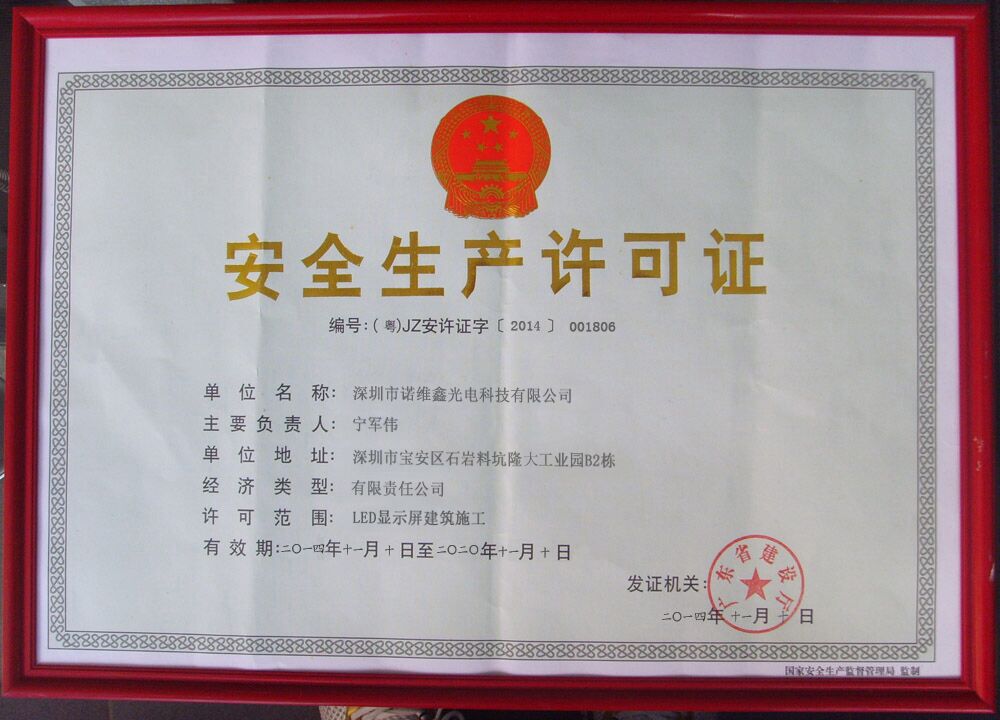 安全生产许可证
编号:(粤)JZ安许证字〔2014〕 001806
单位名称: 深圳市诺维鑫光电科技有限公司
主要负责人: 宁军伟
单位地址: 深圳市宝安区石岩料坑隆大工业园B2栋
经济类型: 有限责任公司
许可范围: LED显示屏建筑施工
有效期:二〇一四年十一月十日至二〇二〇年十一月十日
广东省建设厅
发证机关:
二〇一四年十一月十日
国家安全生产监督管理局 监制